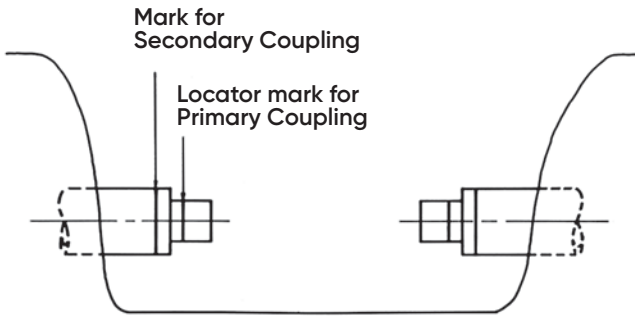 Mark for
Secondary Coupling
Locator mark for
Primary Coupling